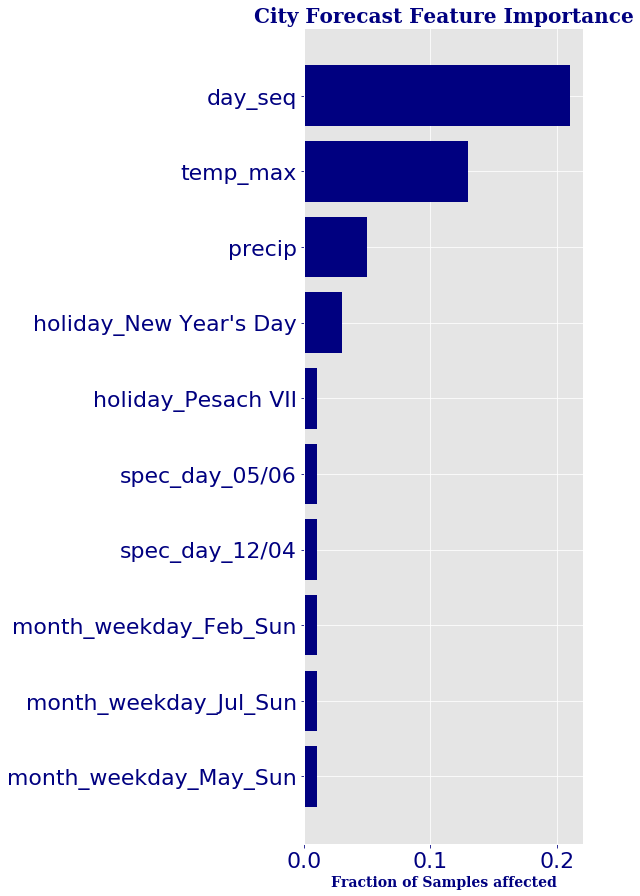 City Forecast Feature Importance
day_seq
temp_max
precip
holiday_New Year's Day
holiday_Pesach VII
spec_day_05/06
spec_day_12/04
month_weekday_Feb_Sun
month_weekday_Jul_Sun
month_weekday_May_Sun
0.0 0.1 0.2
Fraction of Samples affected